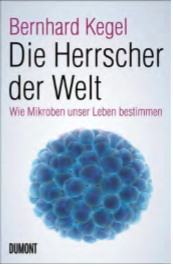 Bernhard Kegel
Die Herrscher
der Welt
Wie Mikroben unser Leben bestimmen
DUMONT